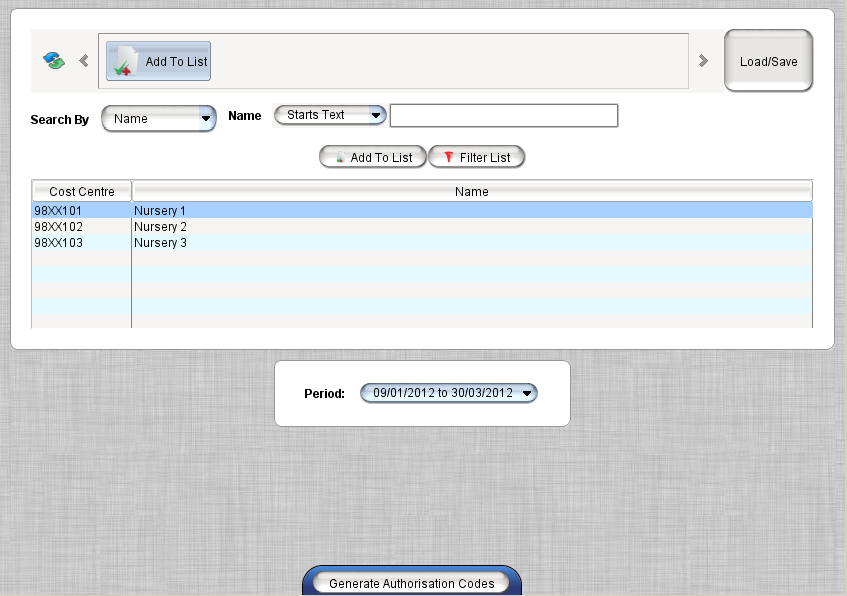 Add To List
Load/Save
Search By Name Name Starts Text
Add To List Filter List
Cost Centre Name
98XX101 Nursery 1
98XX102 Nursery 2
98XX103 Nursery 3
Period: 09/01/2012 to 30/03/2012
Generate Authorisation Codes